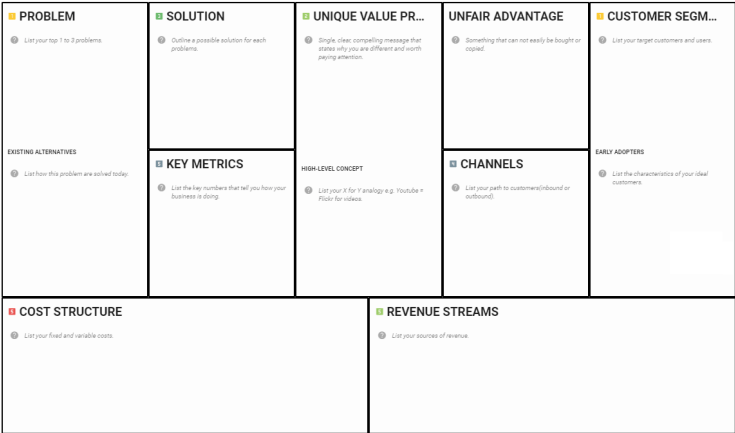 PROBLEM
List your top 1 to 3 problems.
EXISTING ALTERNATIVES
List how this problem are solved today.
SOLUTION
Outline a possible solution for each
problems.
KEY METRICS
List the key numbers that tell you how your
business is doing.
UNIQUE VALUE PR...
Single, clear, compelling message that
states why you are different and worth
paying attention.
HIGH-LEVEL CONCEPT
List your X for Y analogy e.g. Youtube =
Flickr for videos.
UNFAIR ADVANTAGE
Something that can not easily be bought or
copied.
CHANNELS
List your path to customers(inbound or
outbound).
CUSTOMER SEGM...
List your target customers and users.
EARLY ADOPTERS
List the characteristics of your ideal
customers.
COST STRUCTURE
List your fixed and variable costs.
REVENUE STREAMS
List your sources of revenue.